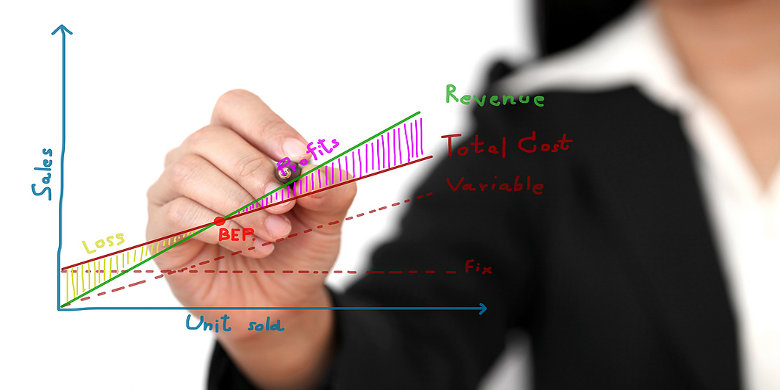 Revenue
Profits
Total Cost
Sales
Variable
Loss
BEP
Fix
Unit sold